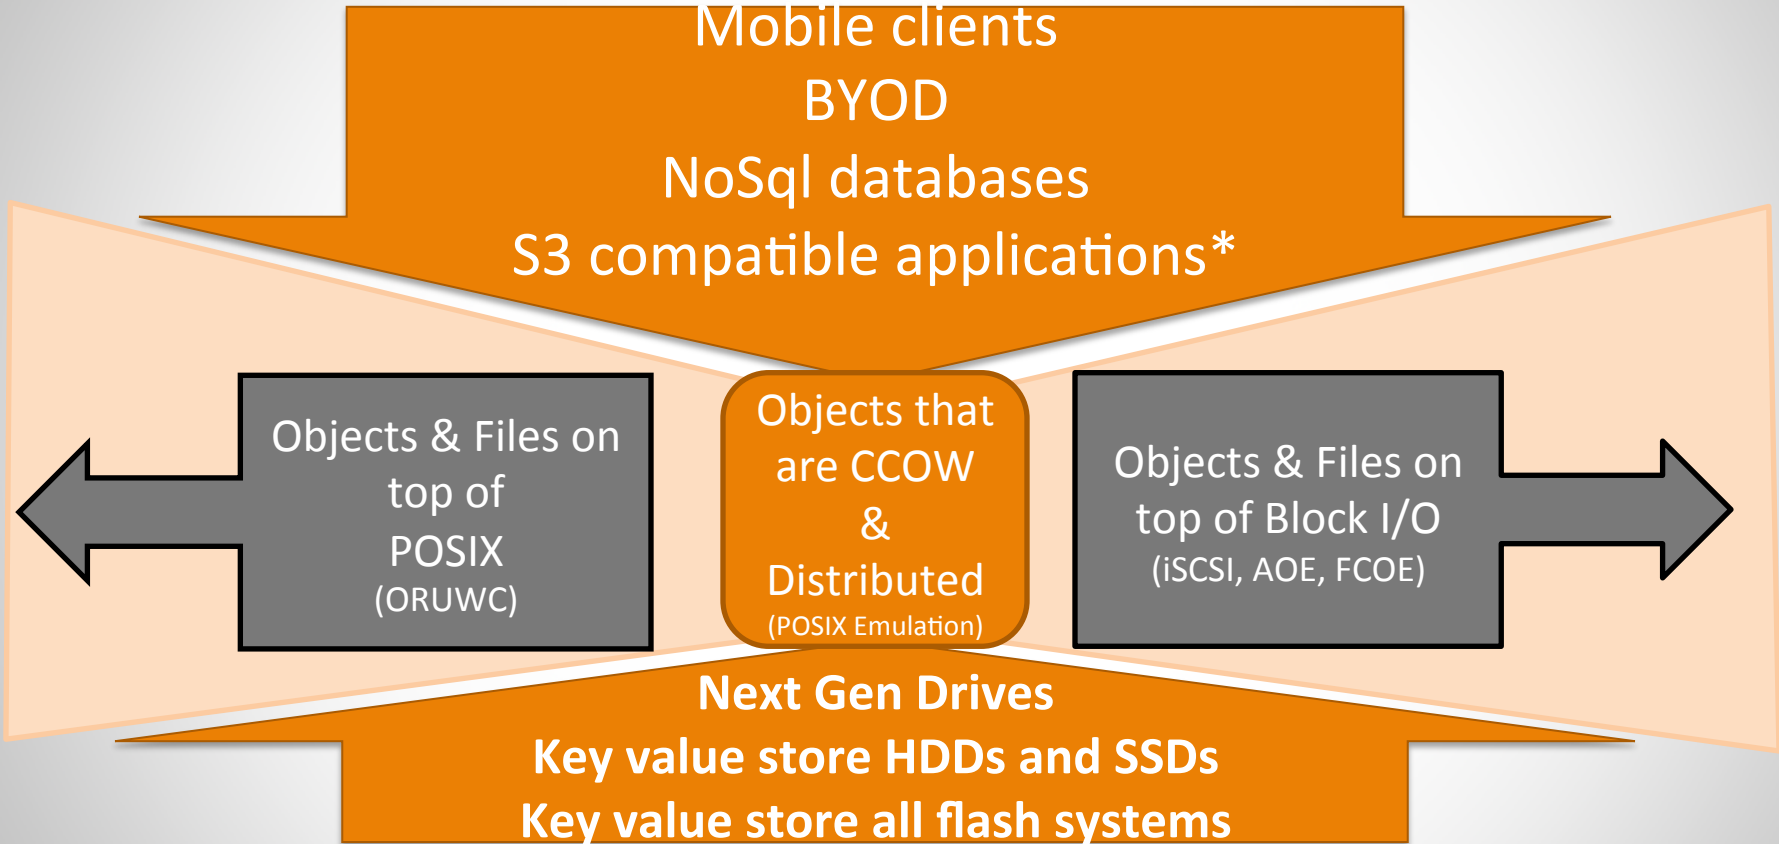 Mobile clients
BYOD
NoSql databases
S3 compatible applications*
Objects & Files on
top of
POSIX
(ORUWC)
Objects that
are CCOW
&
Distributed
(POSIX Emulation)
Objects & Files on
top of Block I/O
(iSCSI, AOE, FCOE)
Next Gen Drives
Key value store HDDs and SSDs
Key value store all flash systems